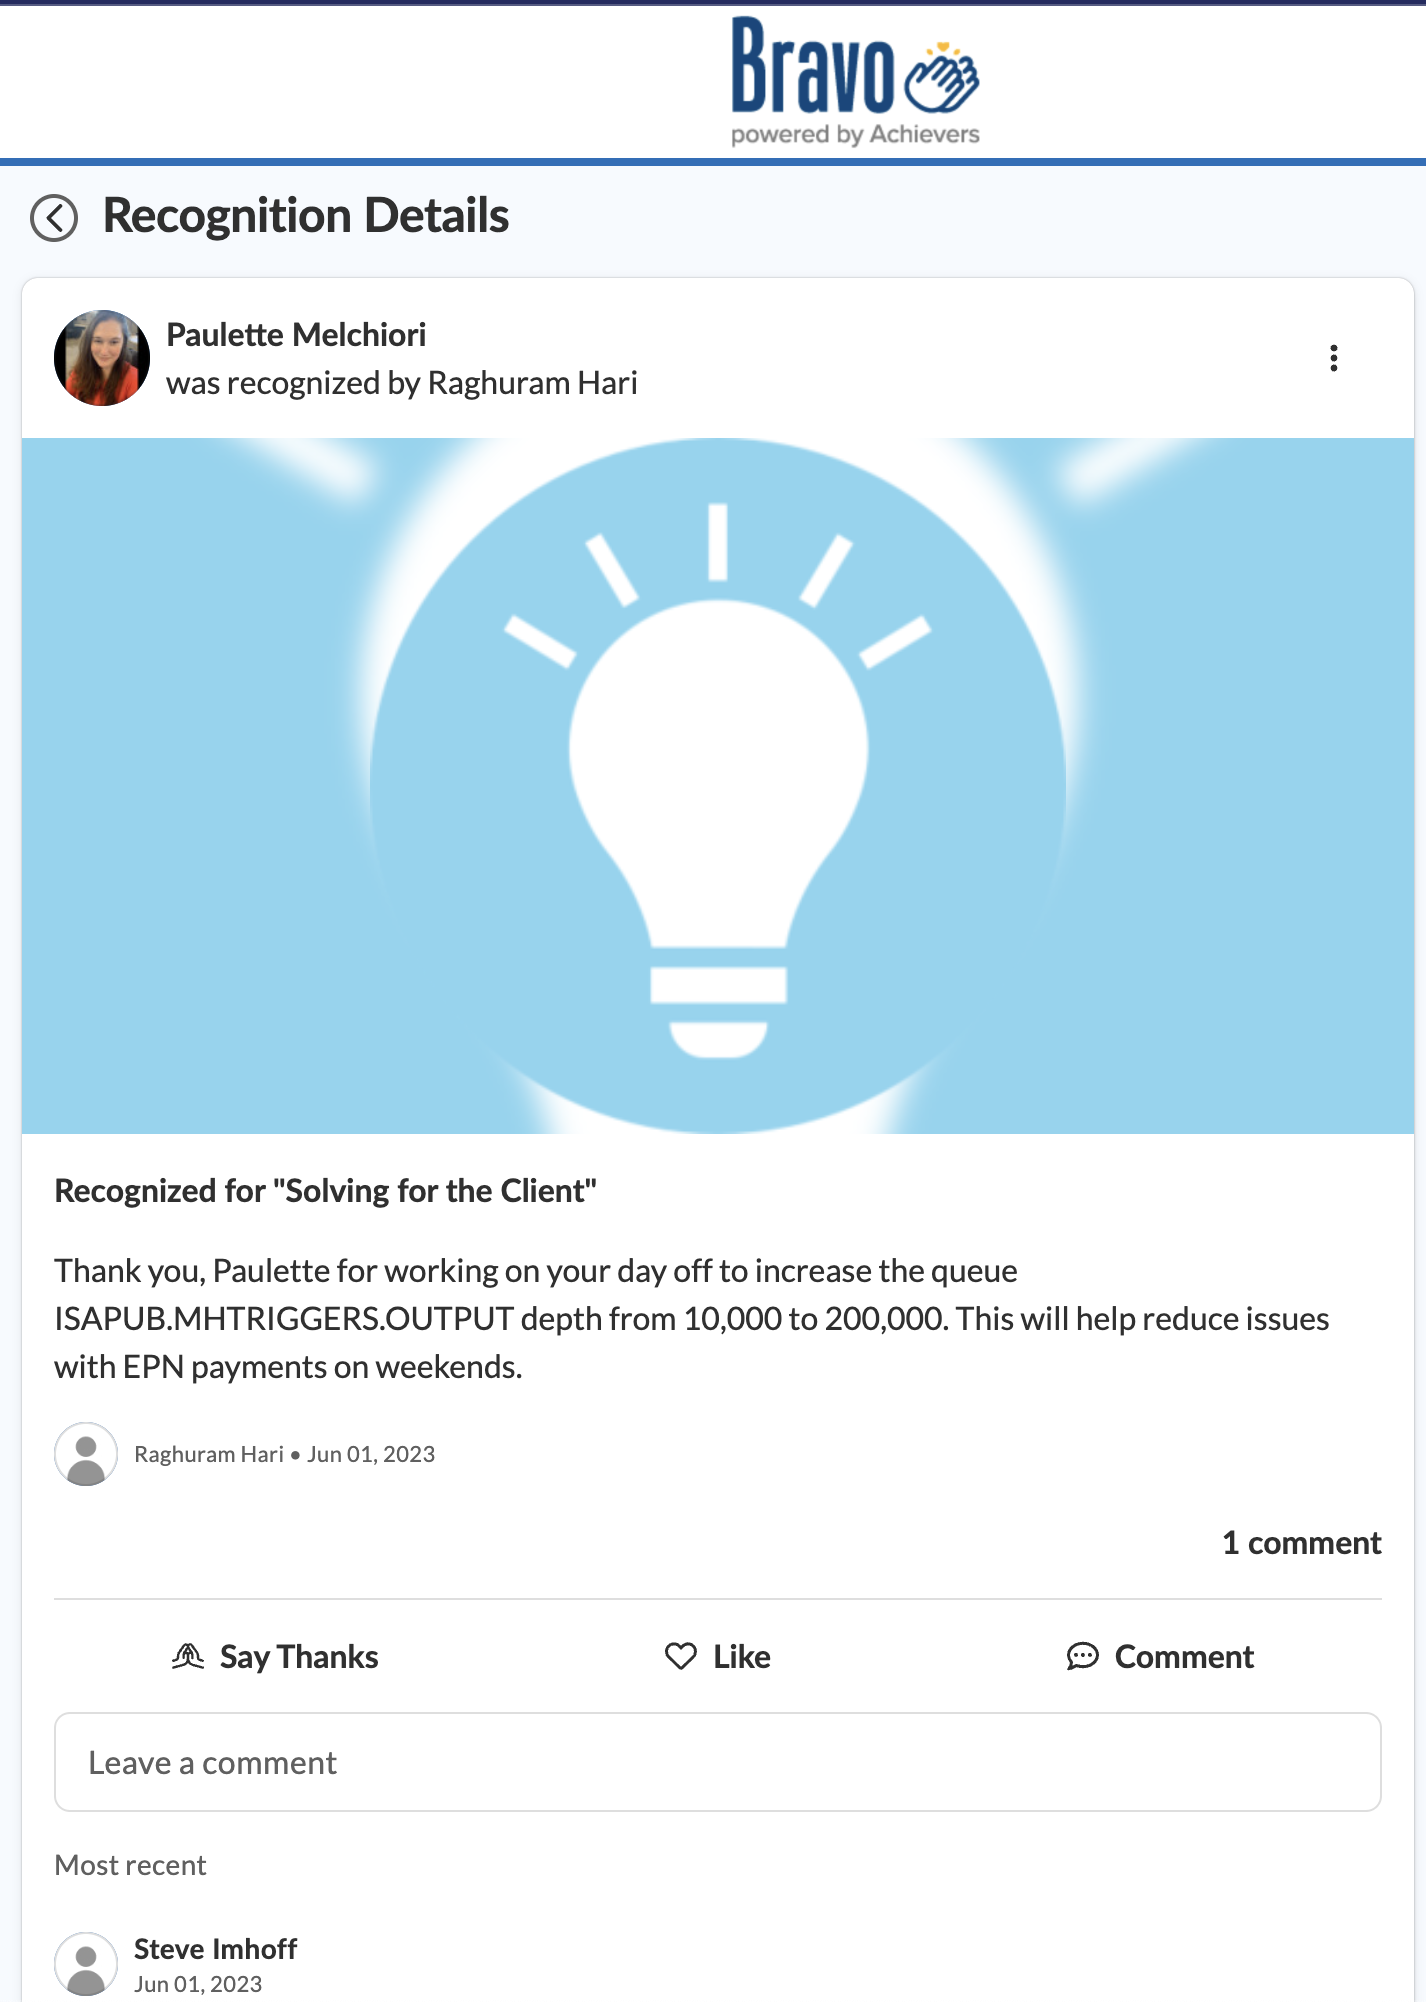 Bravo
powered by Achievers
Recognition Details
Paulette Melchiori
was recognized by Raghuram Hari
Recognized for "Solving for the Client"
Thank you, Paulette for working on your day off to increase the queue
ISAPUB.MHTRIGGERS.OUTPUT depth from 10,000 to 200,000. This will help reduce issues
with EPN payments on weekends.
Raghuram Hari • Jun 01, 2023
1 comment
Say Thanks
Like
Comment
Leave a comment
Most recent
Steve Imhoff
Jun 01, 2023